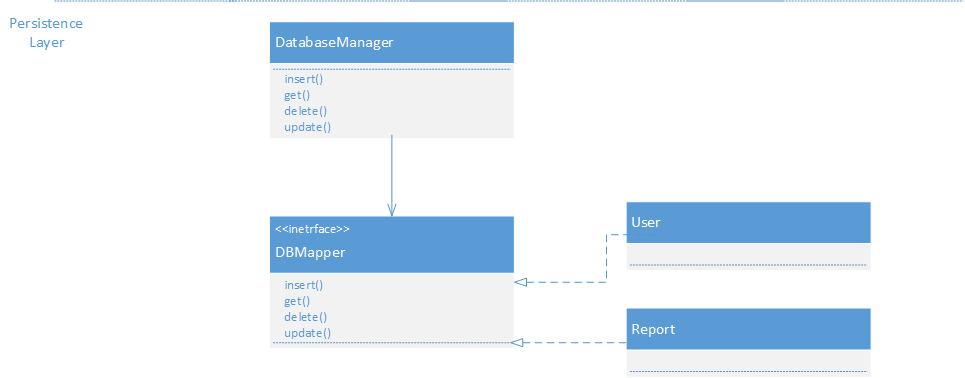 Persistence
Layer
DatabaseManager
insert()
get()
delete()
update()
<<inetrface>>
DBMapper
insert()
get()
delete()
update()
User
Report